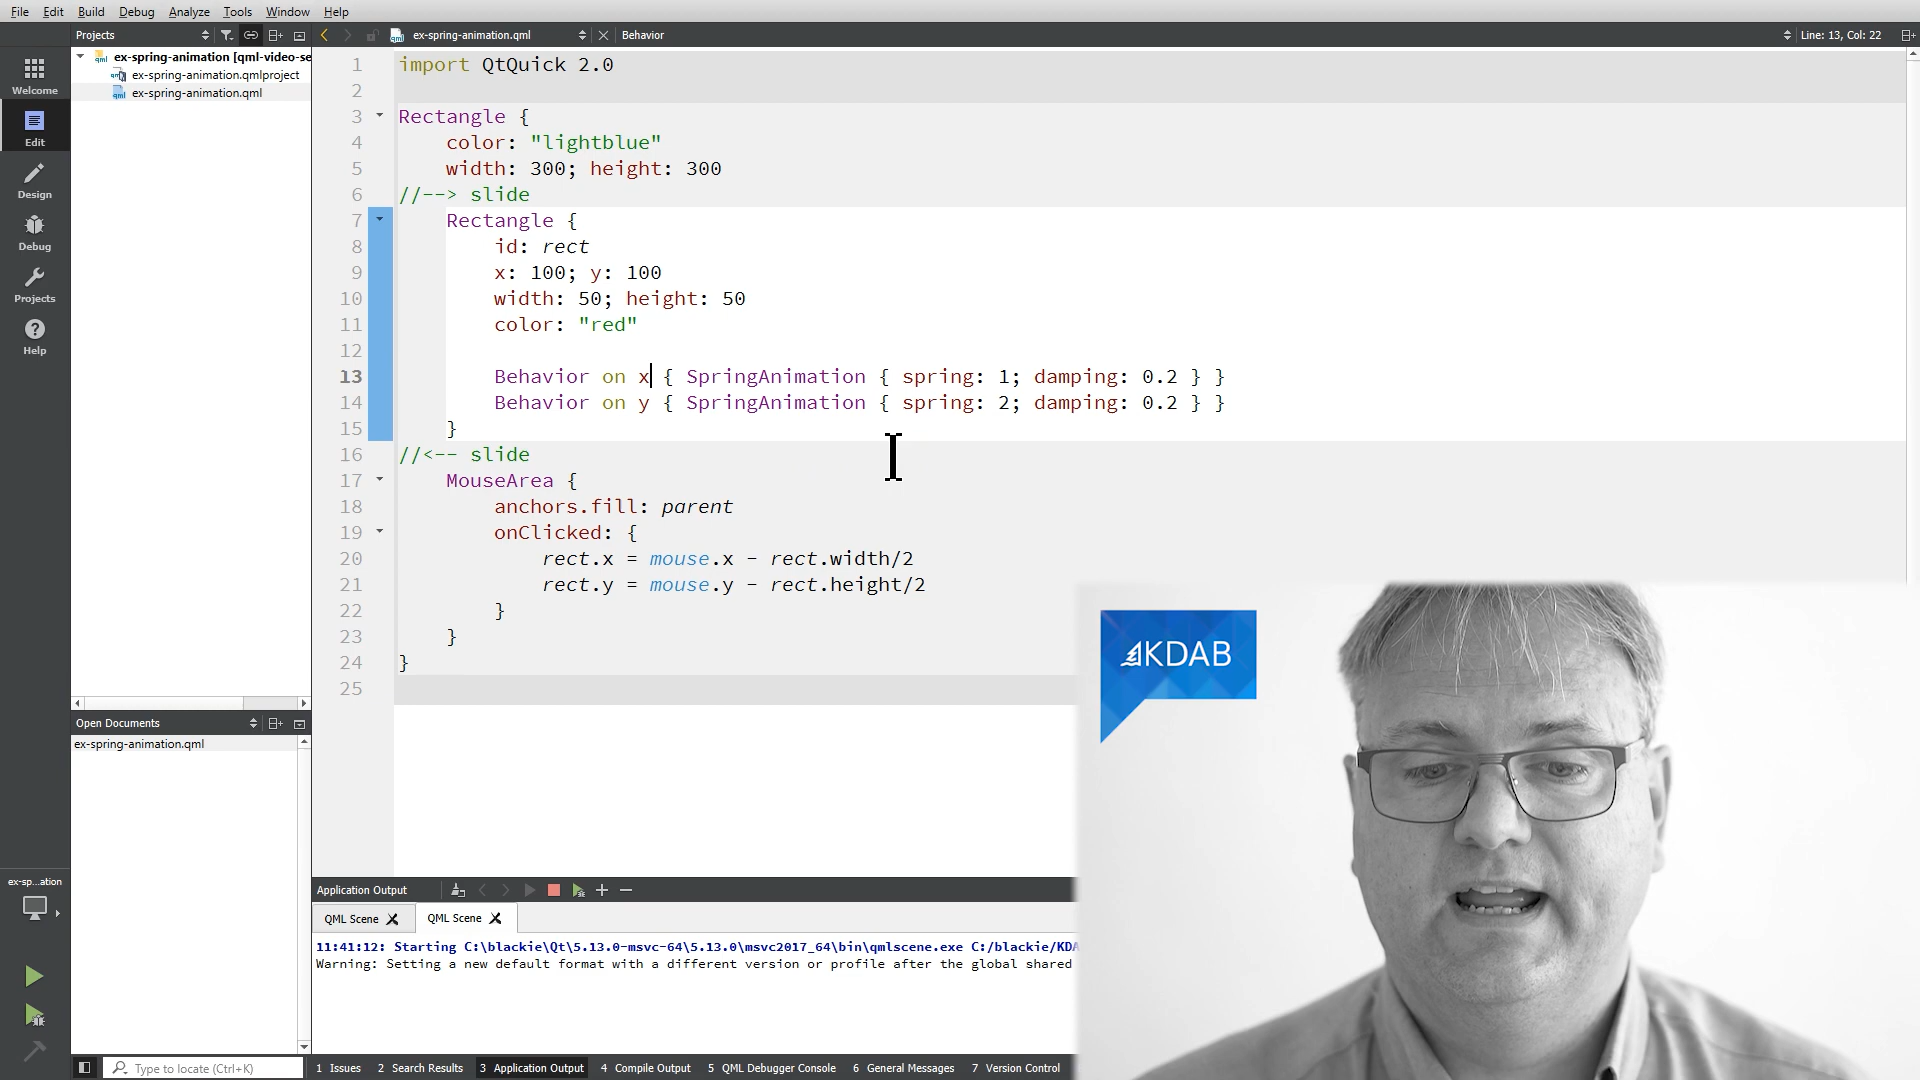 File Edit Build Debug Analyze Tools Window Help
Projects
ex-spring-animation.qml
Behavior
Line: 13, Col: 22
ex-spring-animation [qml-video-se
ex-spring-animation.qmlproject
ex-spring-animation.qml
Welcome
Edit
Design
Debug
Projects
Help
1 import QtQuick 2.0
2
3 Rectangle {
4 color: "lightblue"
5 width: 300; height: 300
6 //--> slide
7 Rectangle {
8 id: rect
9 x: 100; y: 100
10 width: 50; height: 50
11 color: "red"
12
13 Behavior on x { SpringAnimation { spring: 1; damping: 0.2 } }
14 Behavior on y { SpringAnimation { spring: 2; damping: 0.2 } }
15 }
16 //<-- slide
17 MouseArea {
18 anchors.fill: parent
19 onClicked: {
20 rect.x = mouse.x - rect.width/2
21 rect.y = mouse.y - rect.height/2
22 }
23 }
24 }
25
KDAB
Open Documents
ex-spring-animation.qml
ex-sp...ation
Application Output
QML Scene
QML Scene
11:41:12: Starting C:\blackie\Qt\5.13.0-msvc-64\5.13.0\msvc2017_64\bin\qmlscene.exe C:/blackie/KDA
Warning: Setting a new default format with a different version or profile after the global shared
Type to locate (Ctrl+K)
1 Issues
2 Search Results
3 Application Output
4 Compile Output
5 QML Debugger Console
6 General Messages
7 Version Control